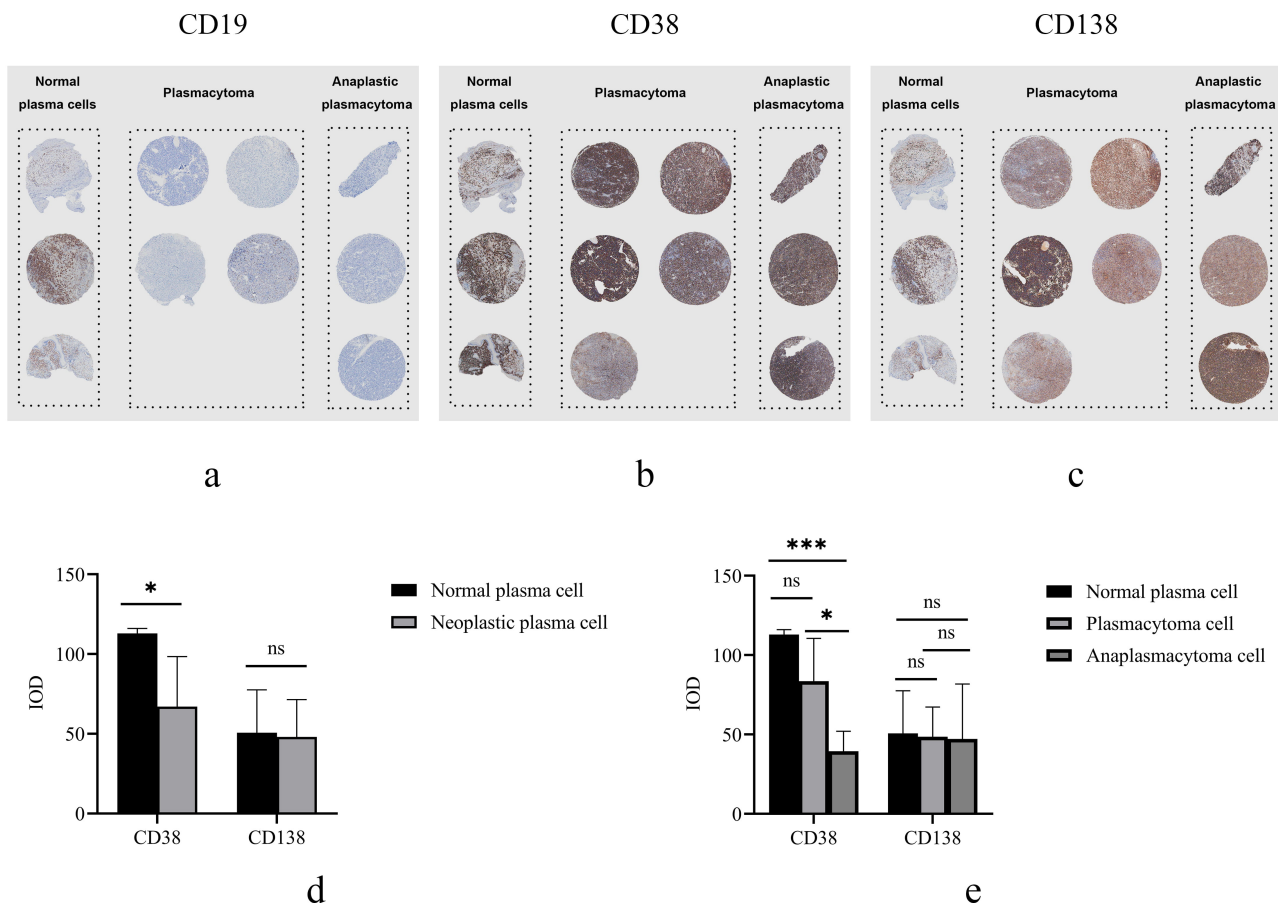 CD19
CD38
CD138
Normal
plasma cells
Plasmacytoma
Anaplastic
plasmacytoma
Normal
plasma cells
Plasmacytoma
Anaplastic
plasmacytoma
Normal
plasma cells
Plasmacytoma
Anaplastic
plasmacytoma
a
b
c
150
100
50
0
IOD
*
ns
CD38
CD138
Normal plasma cell
Neoplastic plasma cell
d
150
100
50
0
IOD
***
ns
*
ns
ns
ns
CD38
CD138
Normal plasma cell
Plasmacytoma cell
Anaplasmacytoma cell
e